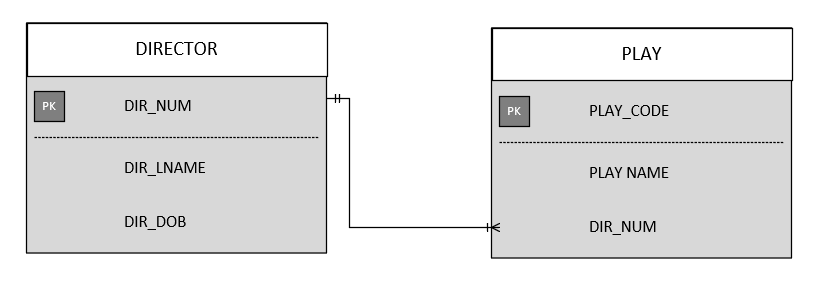 DIRECTOR
PK DIR_NUM
DIR_LNAME
DIR_DOB
PLAY
PK PLAY_CODE
PLAY NAME
DIR_NUM